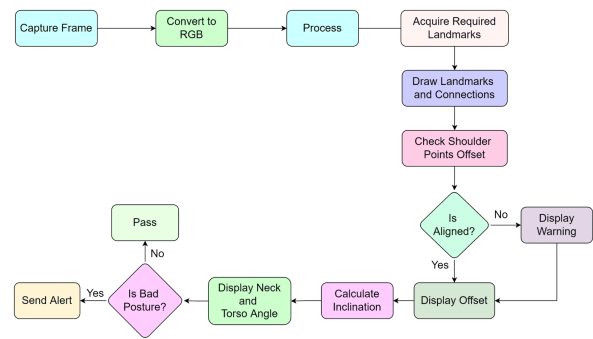 Capture Frame
Convert to
RGB
Process
Acquire Required
Landmarks
Draw Landmarks
and Connections
Check Shoulder
Points Offset
Is
Aligned?
No
Display
Warning
Yes
Display Offset
Calculate
Inclination
Display Neck
and
Torso Angle
Is Bad
Posture?
No
Pass
Yes
Send Alert